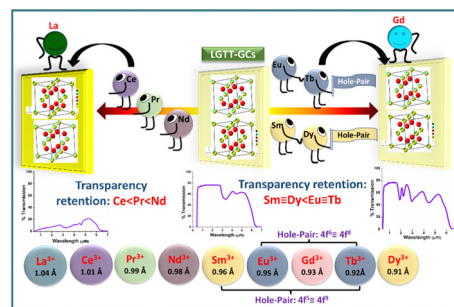 La
Gd
LGTT-GCs
Ce
Pr
Nd
Eu
Tb
Hole-Pair
Sm
Dy
Hole-Pair
Transparency
retention: Ce<Pr<Nd
Transparency retention:
Sm≡Dy<Eu≡Tb
% Transmission
Wavelength (μm)
% Transmission
Wavelength (μm)
% Transmission
Wavelength (μm)
Hole-Pair: 4f⁶≡ 4f⁸
La³⁺
1.04 Å
Ce³⁺
1.01 Å
Pr³⁺
0.99 Å
Nd³⁺
0.98 Å
Sm³⁺
0.96 Å
Eu³⁺
0.95 Å
Gd³⁺
0.93 Å
Tb³⁺
0.92Å
Dy³⁺
0.91 Å
Hole-Pair: 4f⁵≡ 4f⁹